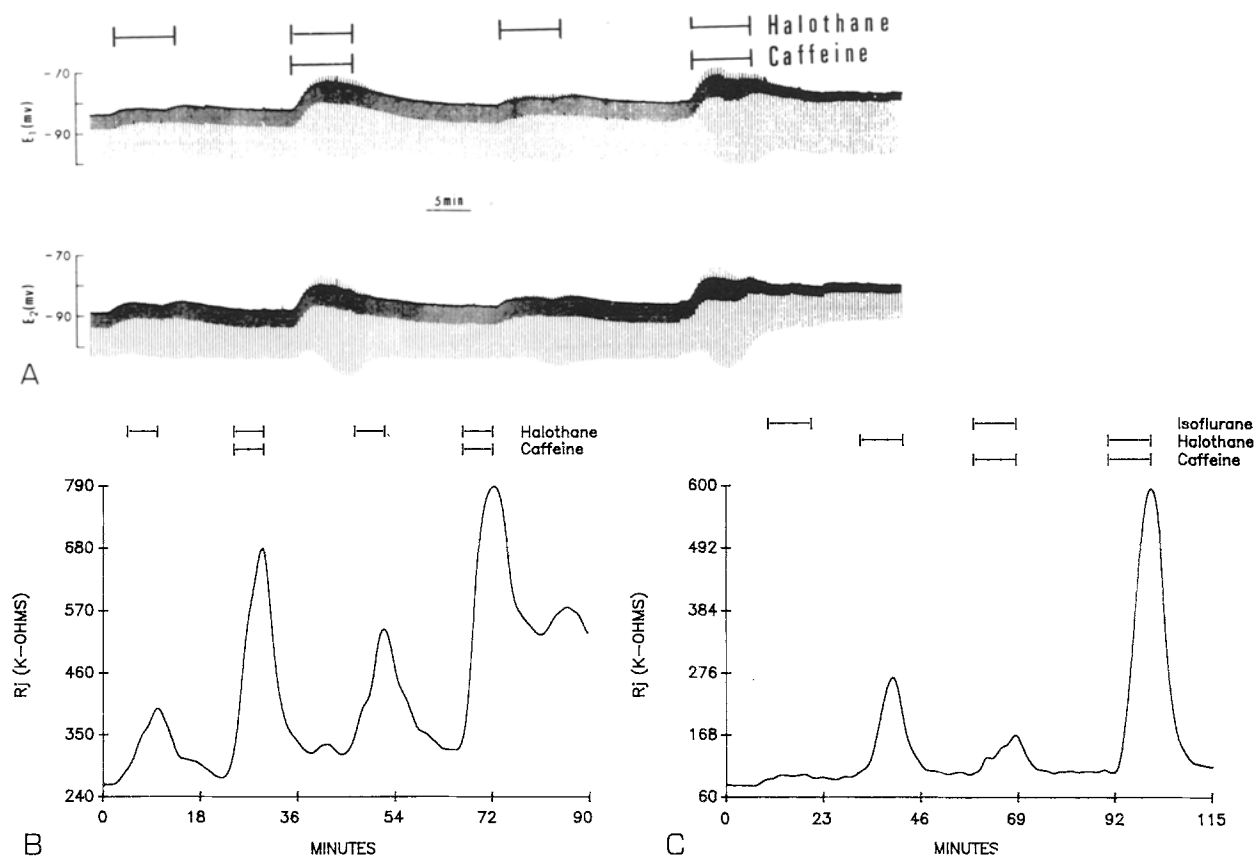 Halothane
Caffeine
-70
E1(mv)
-90
5min
-70
E2(mv)
-90
A
Halothane
Caffeine
790
680
570
460
350
240
Rj (K-OHMS)
0 18 36 54 72 90
B
MINUTES
Isoflurane
Halothane
Caffeine
600
492
384
276
168
60
Rj (K-OHMS)
0 23 46 69 92 115
C
MINUTES